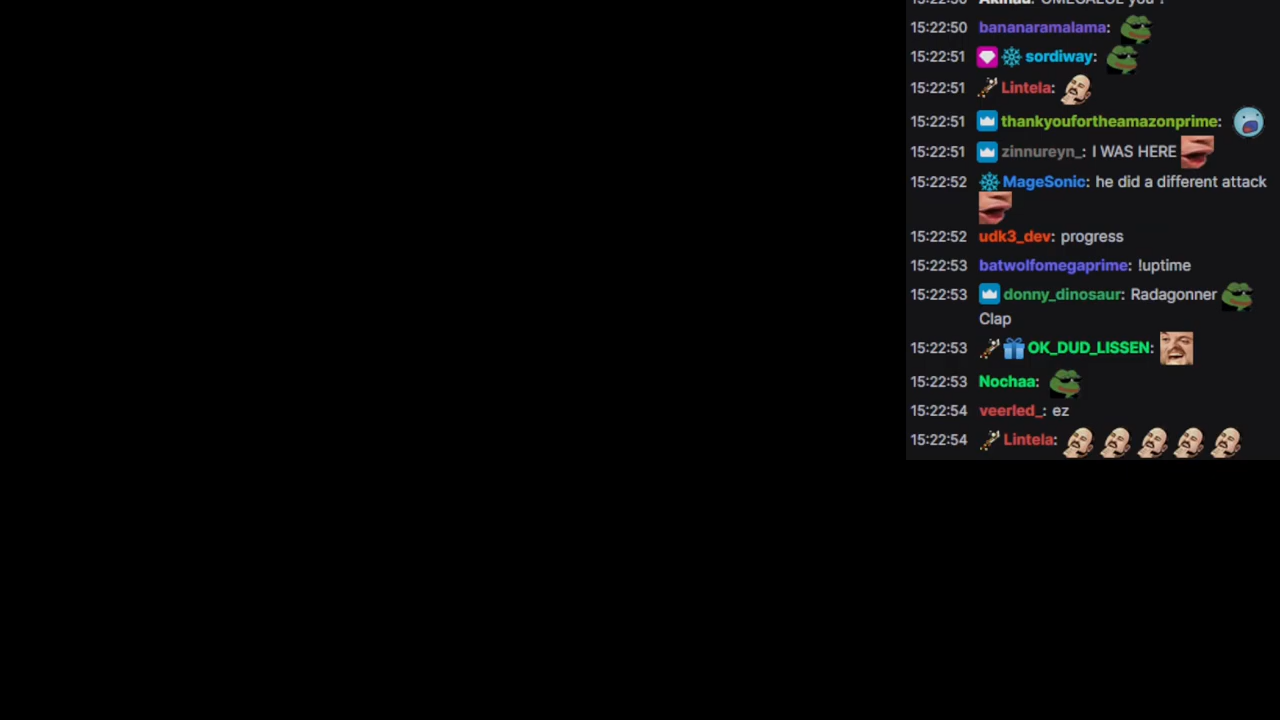 15:22:50 bananaramalama:
15:22:51 sordiway:
15:22:51 Lintela:
15:22:51 thankyoufortheamazonprime:
15:22:51 zinnureyn_: I WAS HERE
15:22:52 MageSonic: he did a different attack
15:22:52 udk3_dev: progress
15:22:53 batwolfomegaprime: !uptime
15:22:53 donny_dinosaur: Radagonner
Clap
15:22:53 OK_DUD_LISSEN:
15:22:53 Nochaa:
15:22:54 veerled_: ez
15:22:54 Lintela: